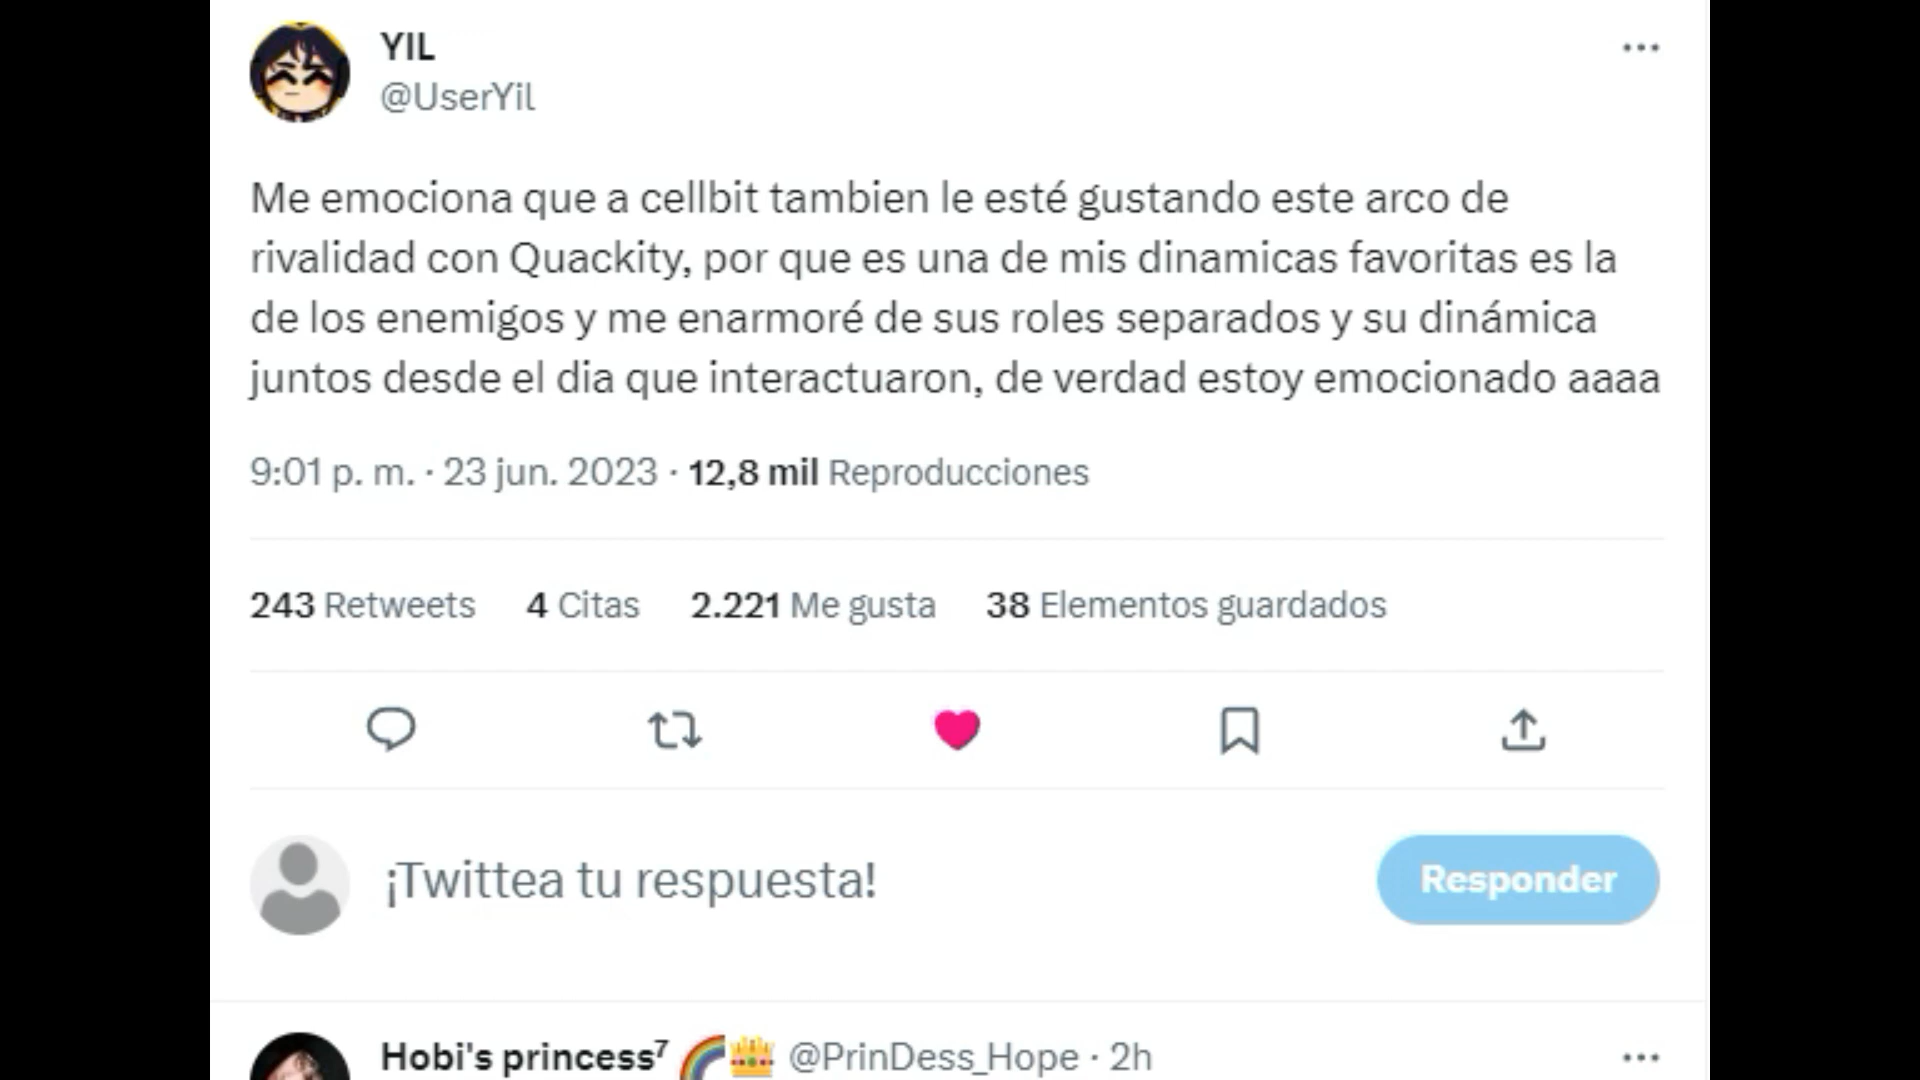 YIL
@UserYil
Me emociona que a cellbit tambien le esté gustando este arco de
rivalidad con Quackity, por que es una de mis dinamicas favoritas es la
de los enemigos y me enarmoré de sus roles separados y su dinámica
juntos desde el dia que interactuaron, de verdad estoy emocionado aaaa
9:01 p. m. · 23 jun. 2023 · 12,8 mil Reproducciones
243 Retweets 4 Citas 2.221 Me gusta 38 Elementos guardados
¡Twittea tu respuesta! Responder
Hobi's princess⁷ 🌈👑 @PrinDess_Hope · 2h